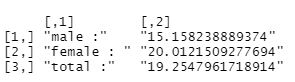 [,1] [,2]
[1,] "male :" "15.158238889374"
[2,] "female : " "20.0121509277694"
[3,] "total :" "19.2547961718914"